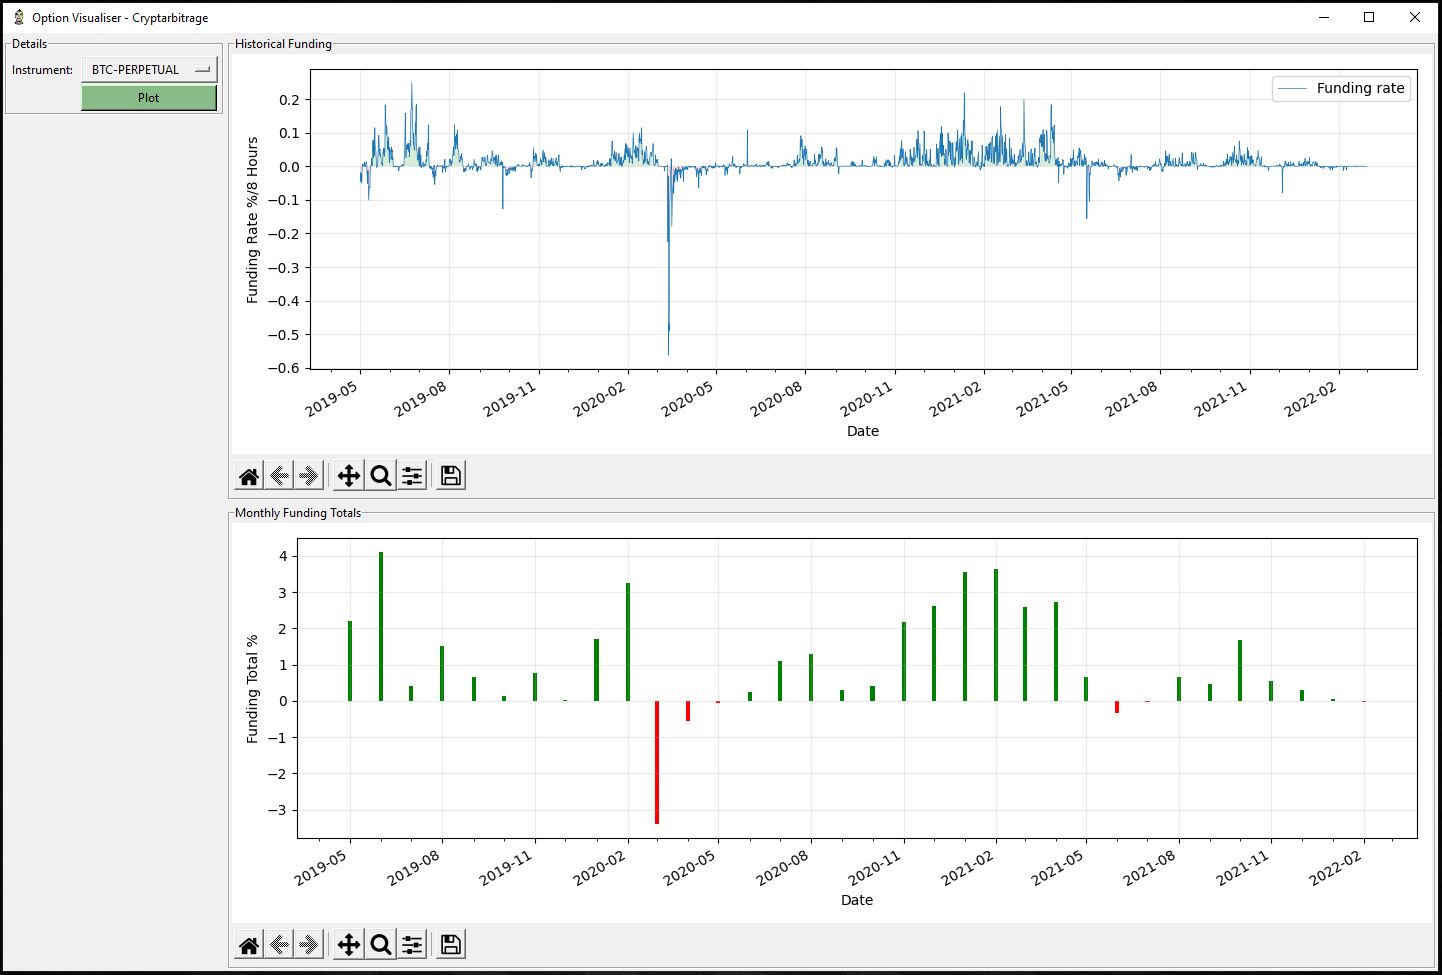 Option Visualiser - Cryptarbitrage
Details
Instrument: BTC-PERPETUAL
Plot
Historical Funding
Funding rate
Funding Rate %/8 Hours
0.2
0.1
0.0
−0.1
−0.2
−0.3
−0.4
−0.5
−0.6
2019-05 2019-08 2019-11 2020-02 2020-05 2020-08 2020-11 2021-02 2021-05 2021-08 2021-11 2022-02
Date
Monthly Funding Totals
Funding Total %
4
3
2
1
0
−1
−2
−3
2019-05 2019-08 2019-11 2020-02 2020-05 2020-08 2020-11 2021-02 2021-05 2021-08 2021-11 2022-02
Date